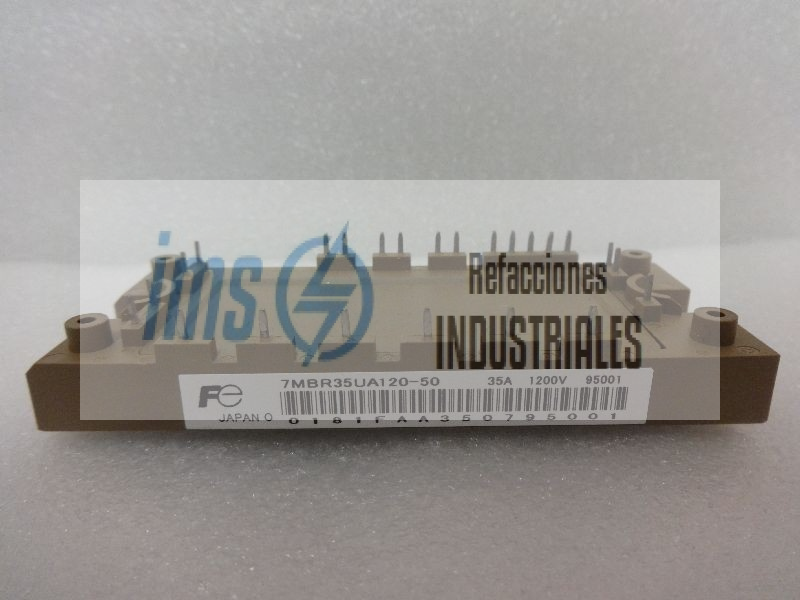 ims
Refacciones
INDUSTRIALES
Fe
7MBR35UA120-50 35A 1200V 95001
JAPAN O
0181FAA350795001